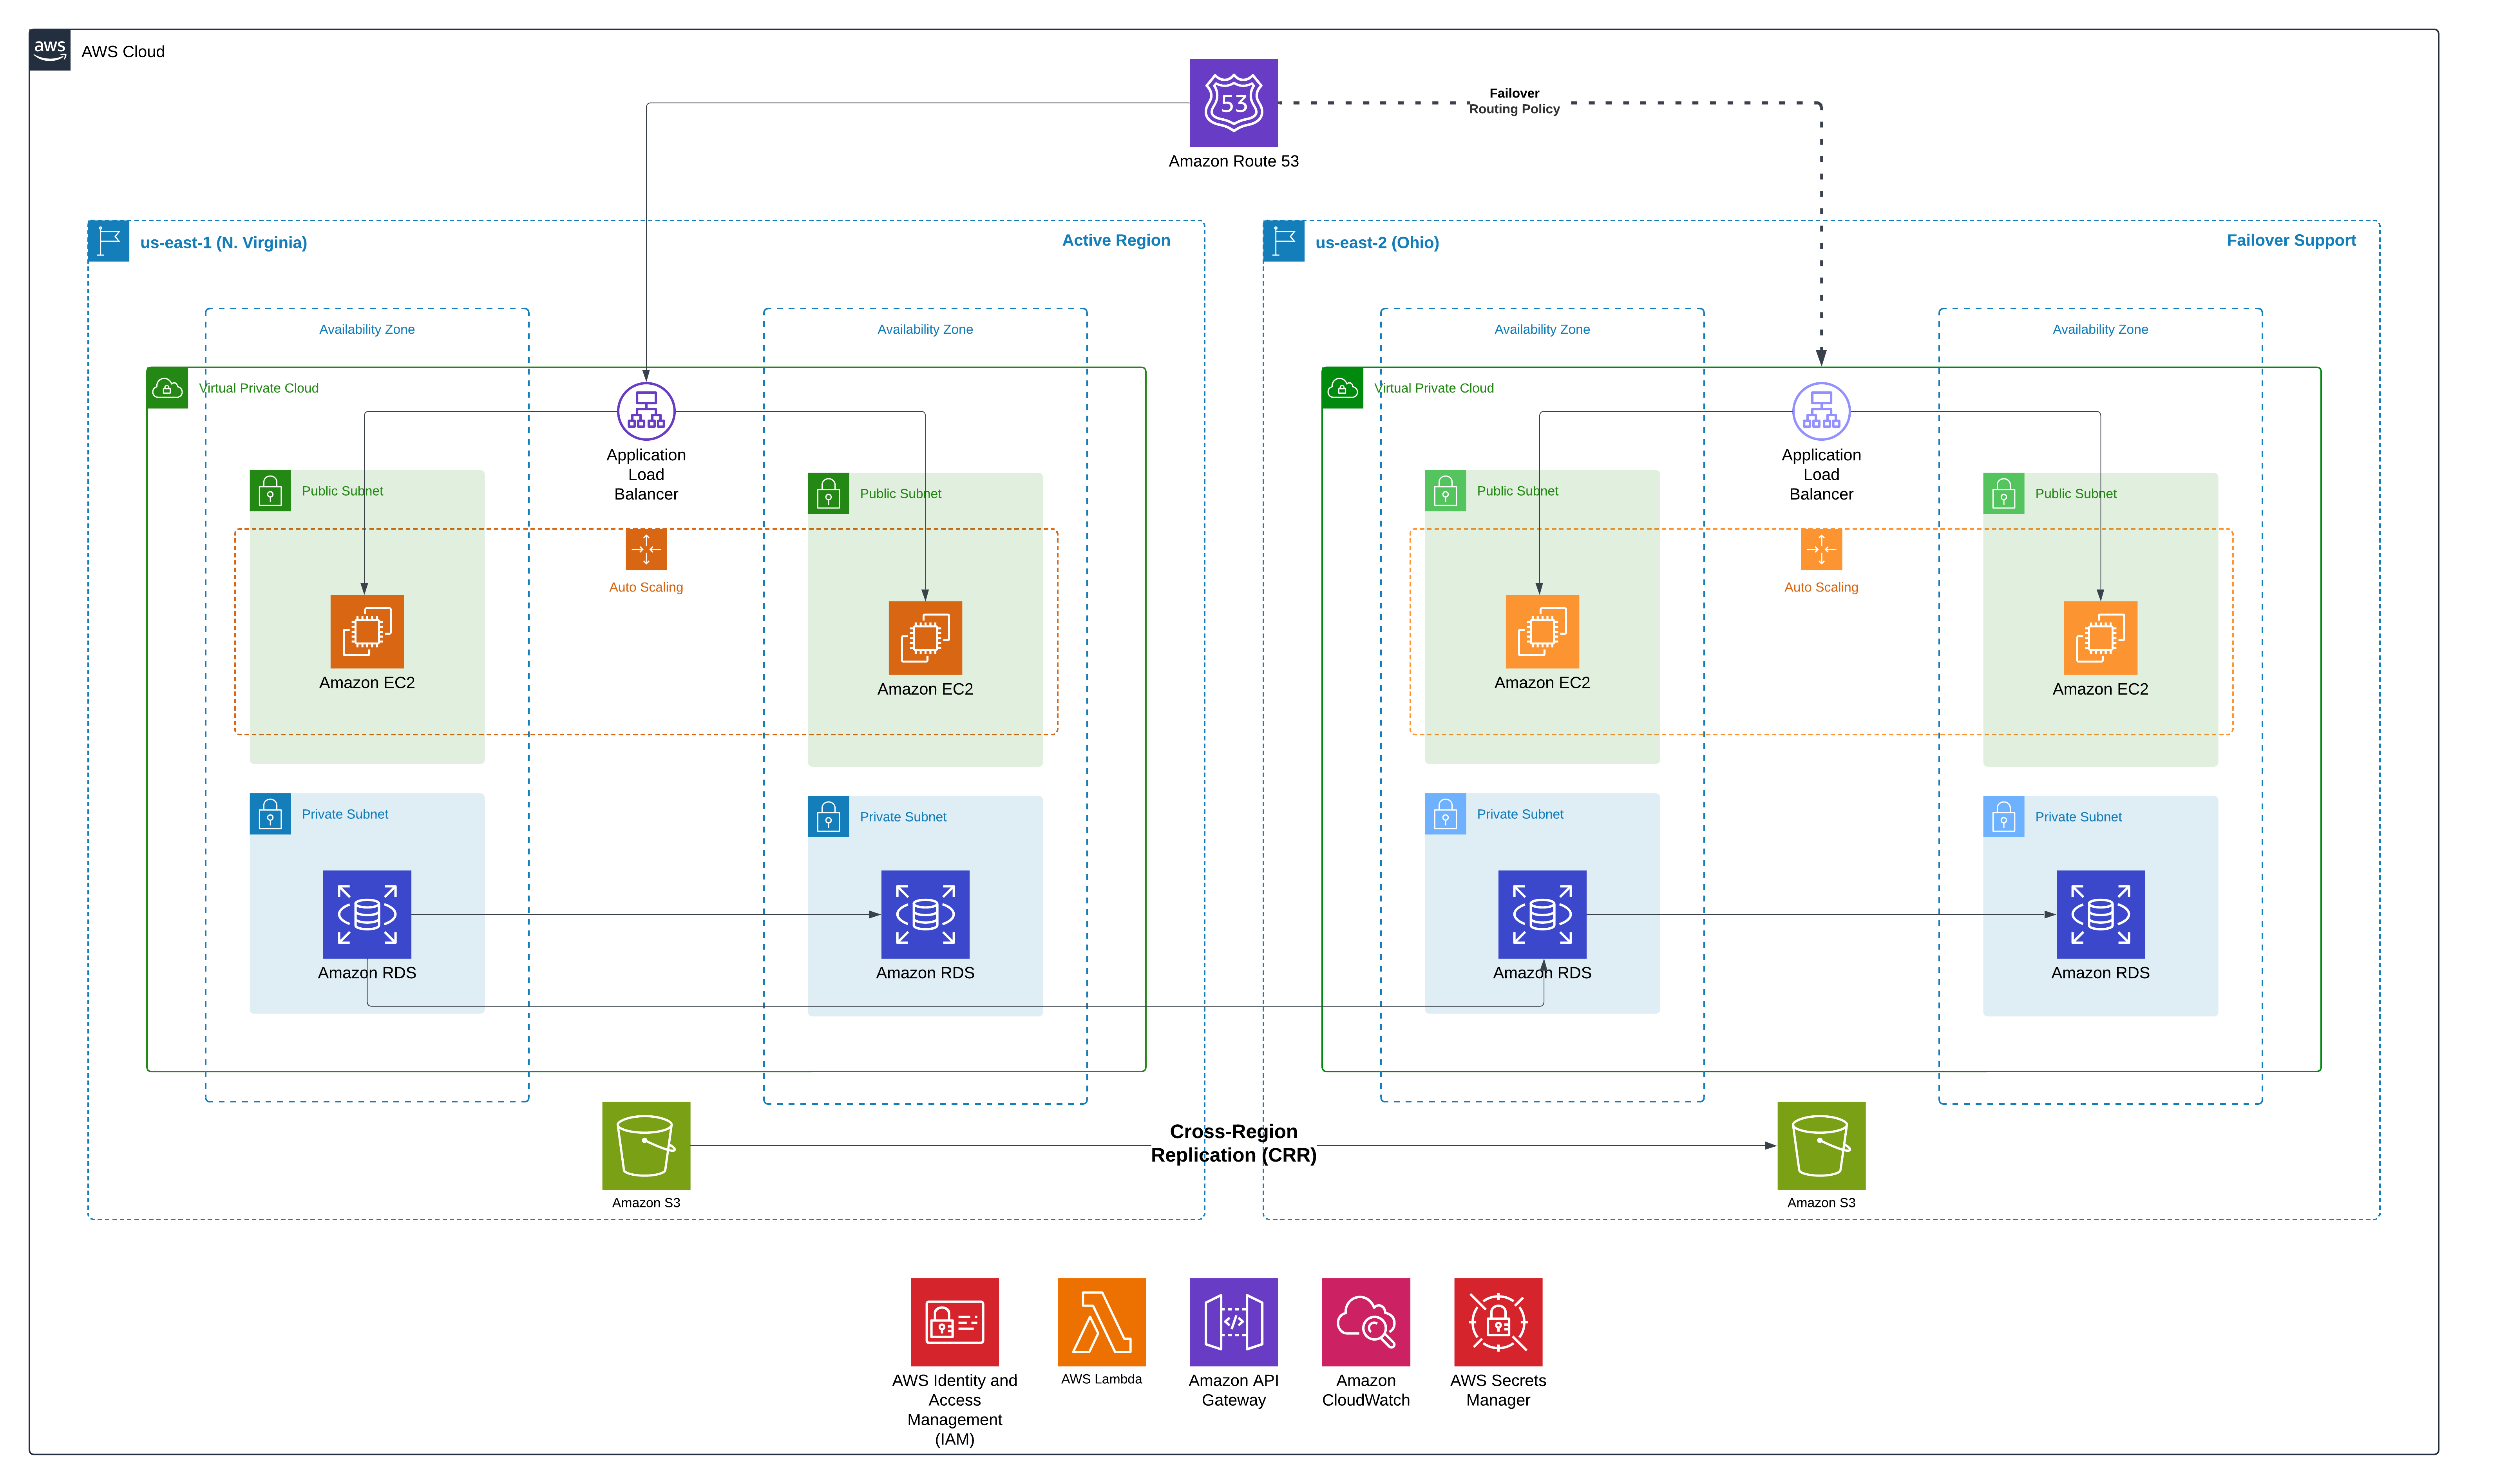 aws
AWS Cloud
53
Amazon Route 53
Failover
Routing Policy
us-east-1 (N. Virginia)
Active Region
us-east-2 (Ohio)
Failover Support
Availability Zone
Availability Zone
Availability Zone
Availability Zone
Virtual Private Cloud
Virtual Private Cloud
Application
Load
Balancer
Application
Load
Balancer
Public Subnet
Public Subnet
Public Subnet
Public Subnet
Auto Scaling
Auto Scaling
Amazon EC2
Amazon EC2
Amazon EC2
Amazon EC2
Private Subnet
Private Subnet
Private Subnet
Private Subnet
Amazon RDS
Amazon RDS
Amazon RDS
Amazon RDS
Cross-Region
Replication (CRR)
Amazon S3
Amazon S3
AWS Identity and
Access
Management
(IAM)
AWS Lambda
Amazon API
Gateway
Amazon
CloudWatch
AWS Secrets
Manager